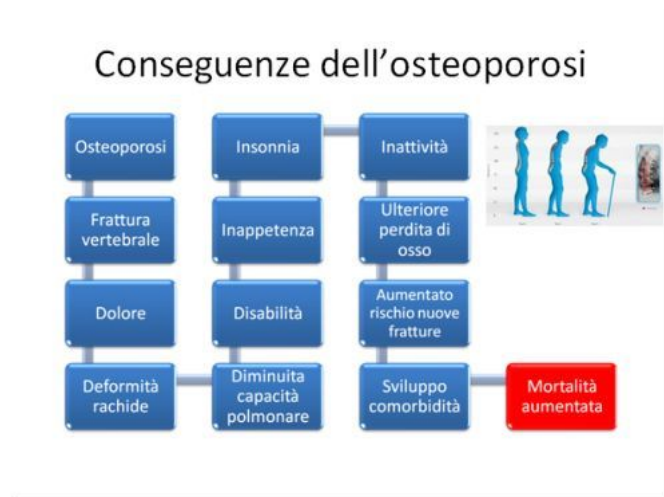 Conseguenze dell'osteoporosi
Osteoporosi
Frattura
vertebrale
Dolore
Deformità
rachide
Diminuita
capacità
polmonare
Disabilità
Inappetenza
Insonnia
Inattività
Ulteriore
perdita di
osso
Aumentato
rischio nuove
fratture
Sviluppo
comorbidità
Mortalità
aumentata